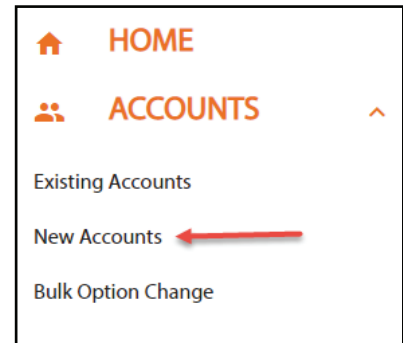 HOME
ACCOUNTS
Existing Accounts
New Accounts
Bulk Option Change